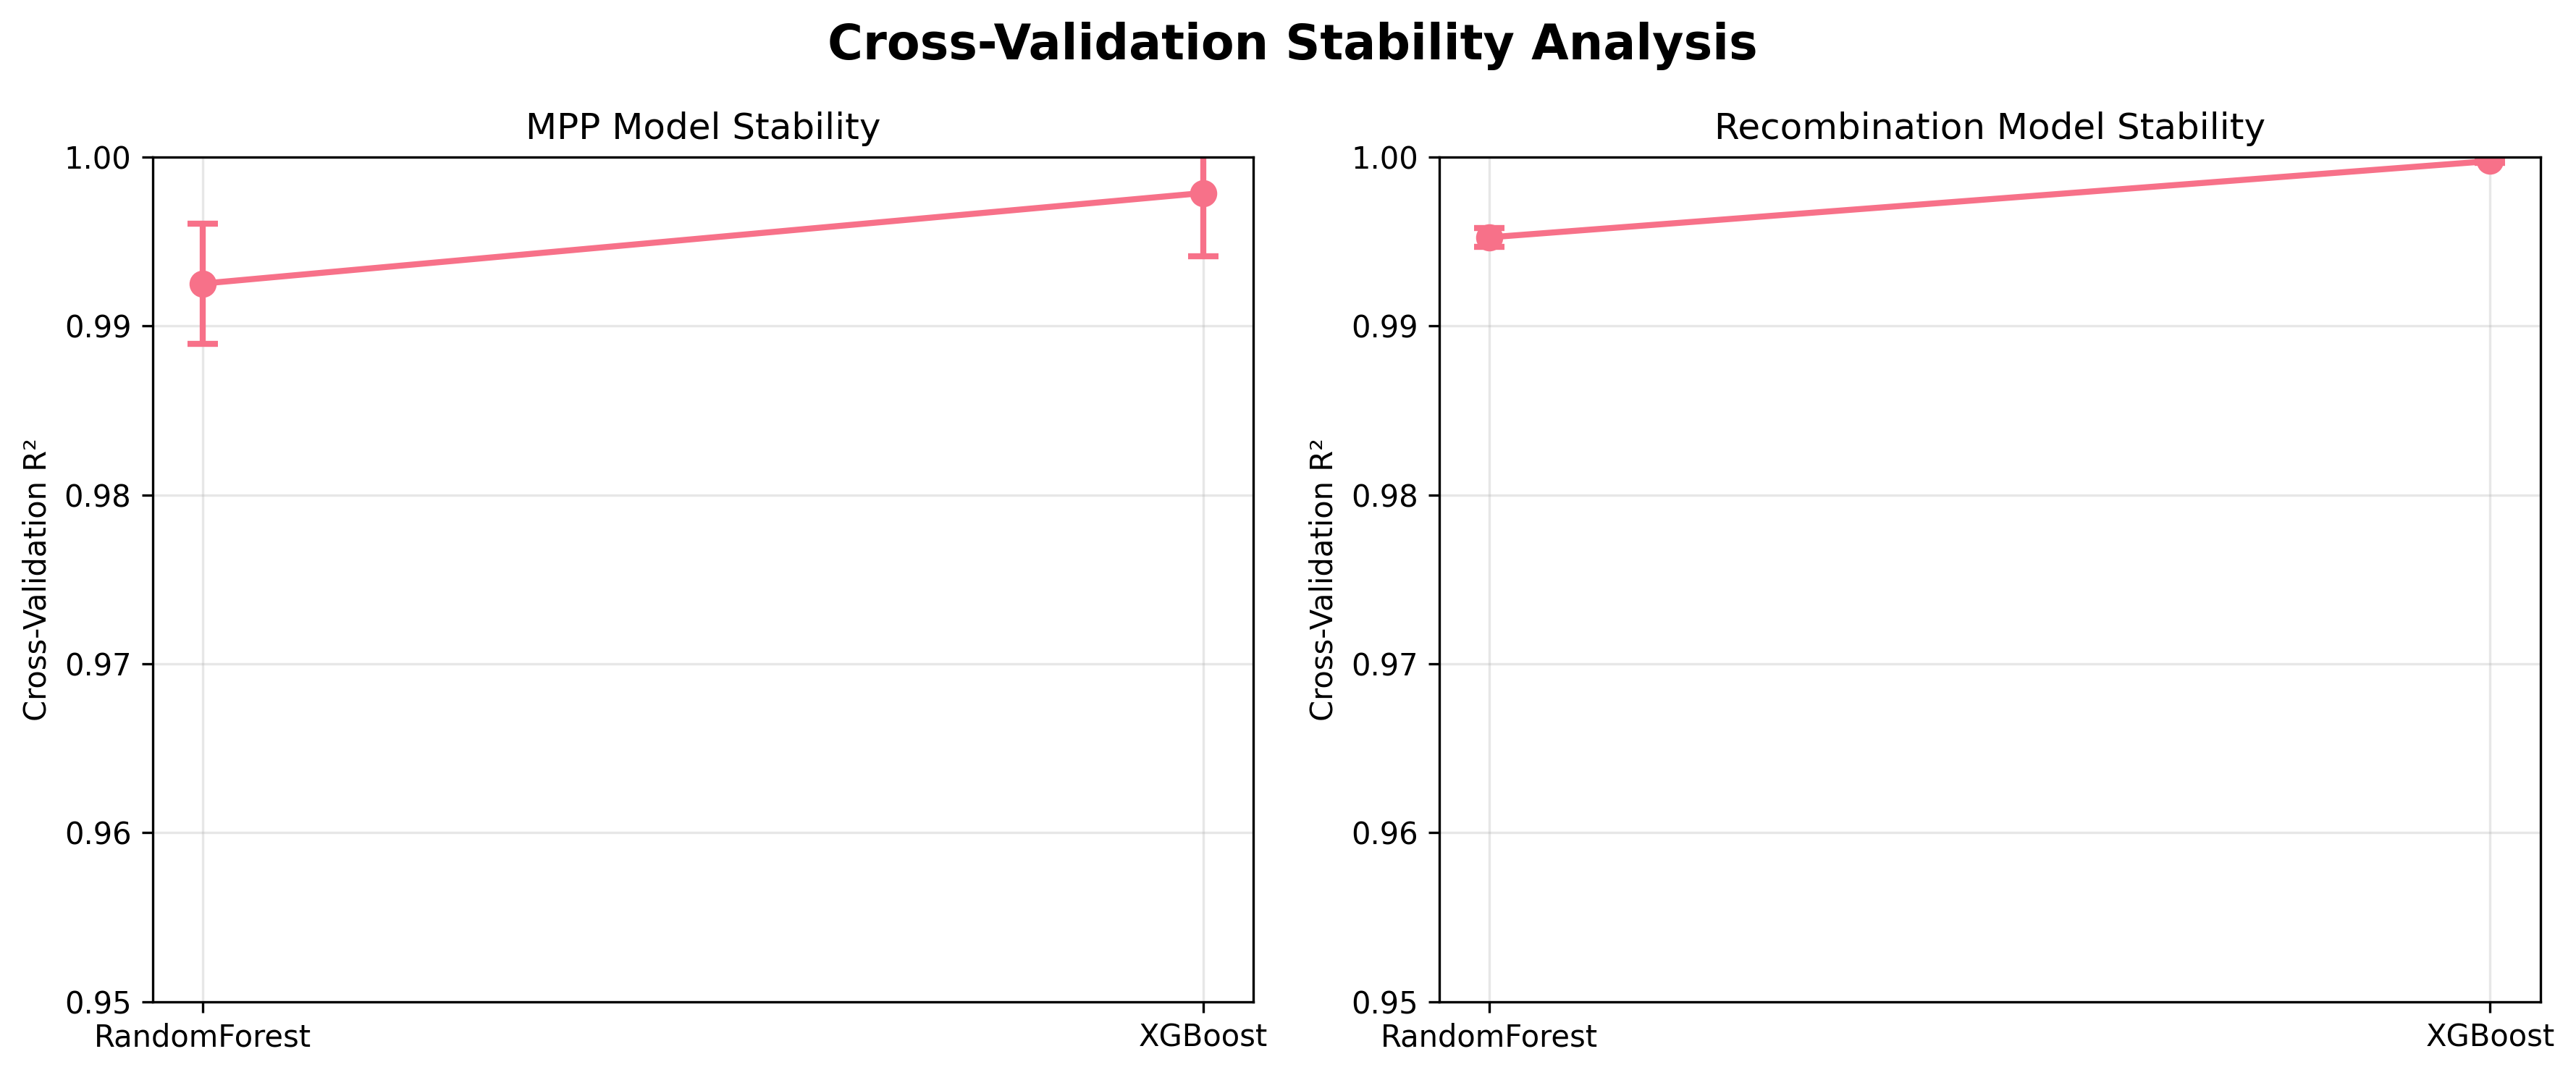 Cross-Validation Stability Analysis
MPP Model Stability
Cross-Validation R²
1.00
0.99
0.98
0.97
0.96
0.95
RandomForest
XGBoost
Recombination Model Stability
Cross-Validation R²
1.00
0.99
0.98
0.97
0.96
0.95
RandomForest
XGBoost